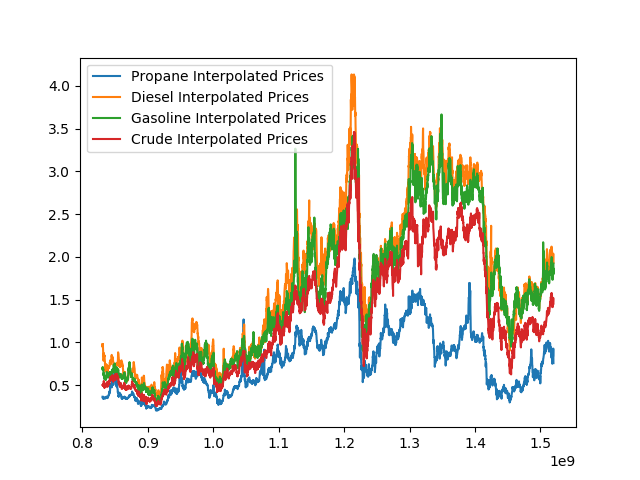 Propane Interpolated Prices
Diesel Interpolated Prices
Gasoline Interpolated Prices
Crude Interpolated Prices
4.0
3.5
3.0
2.5
2.0
1.5
1.0
0.5
0.8 0.9 1.0 1.1 1.2 1.3 1.4 1.5
1e9